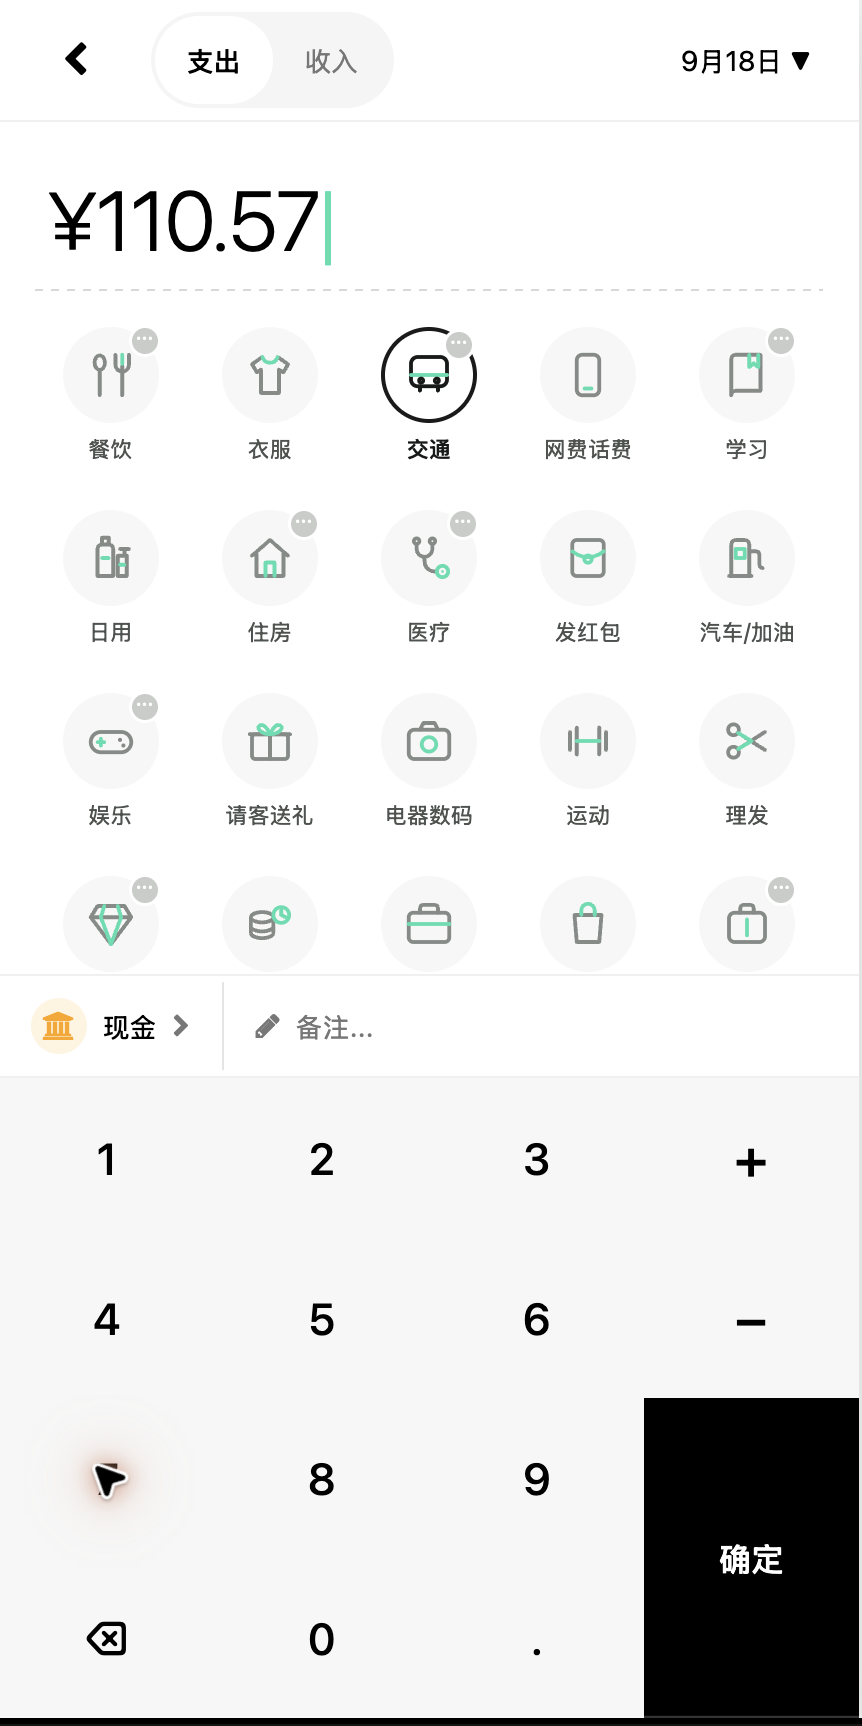 支出 收入 9月18日 ▼
¥110.57
餐饮 衣服 交通 网费话费 学习
日用 住房 医疗 发红包 汽车/加油
娱乐 请客送礼 电器数码 运动 理发
现金 备注...
1 2 3 +
4 5 6 −
8 9
确定
0 .